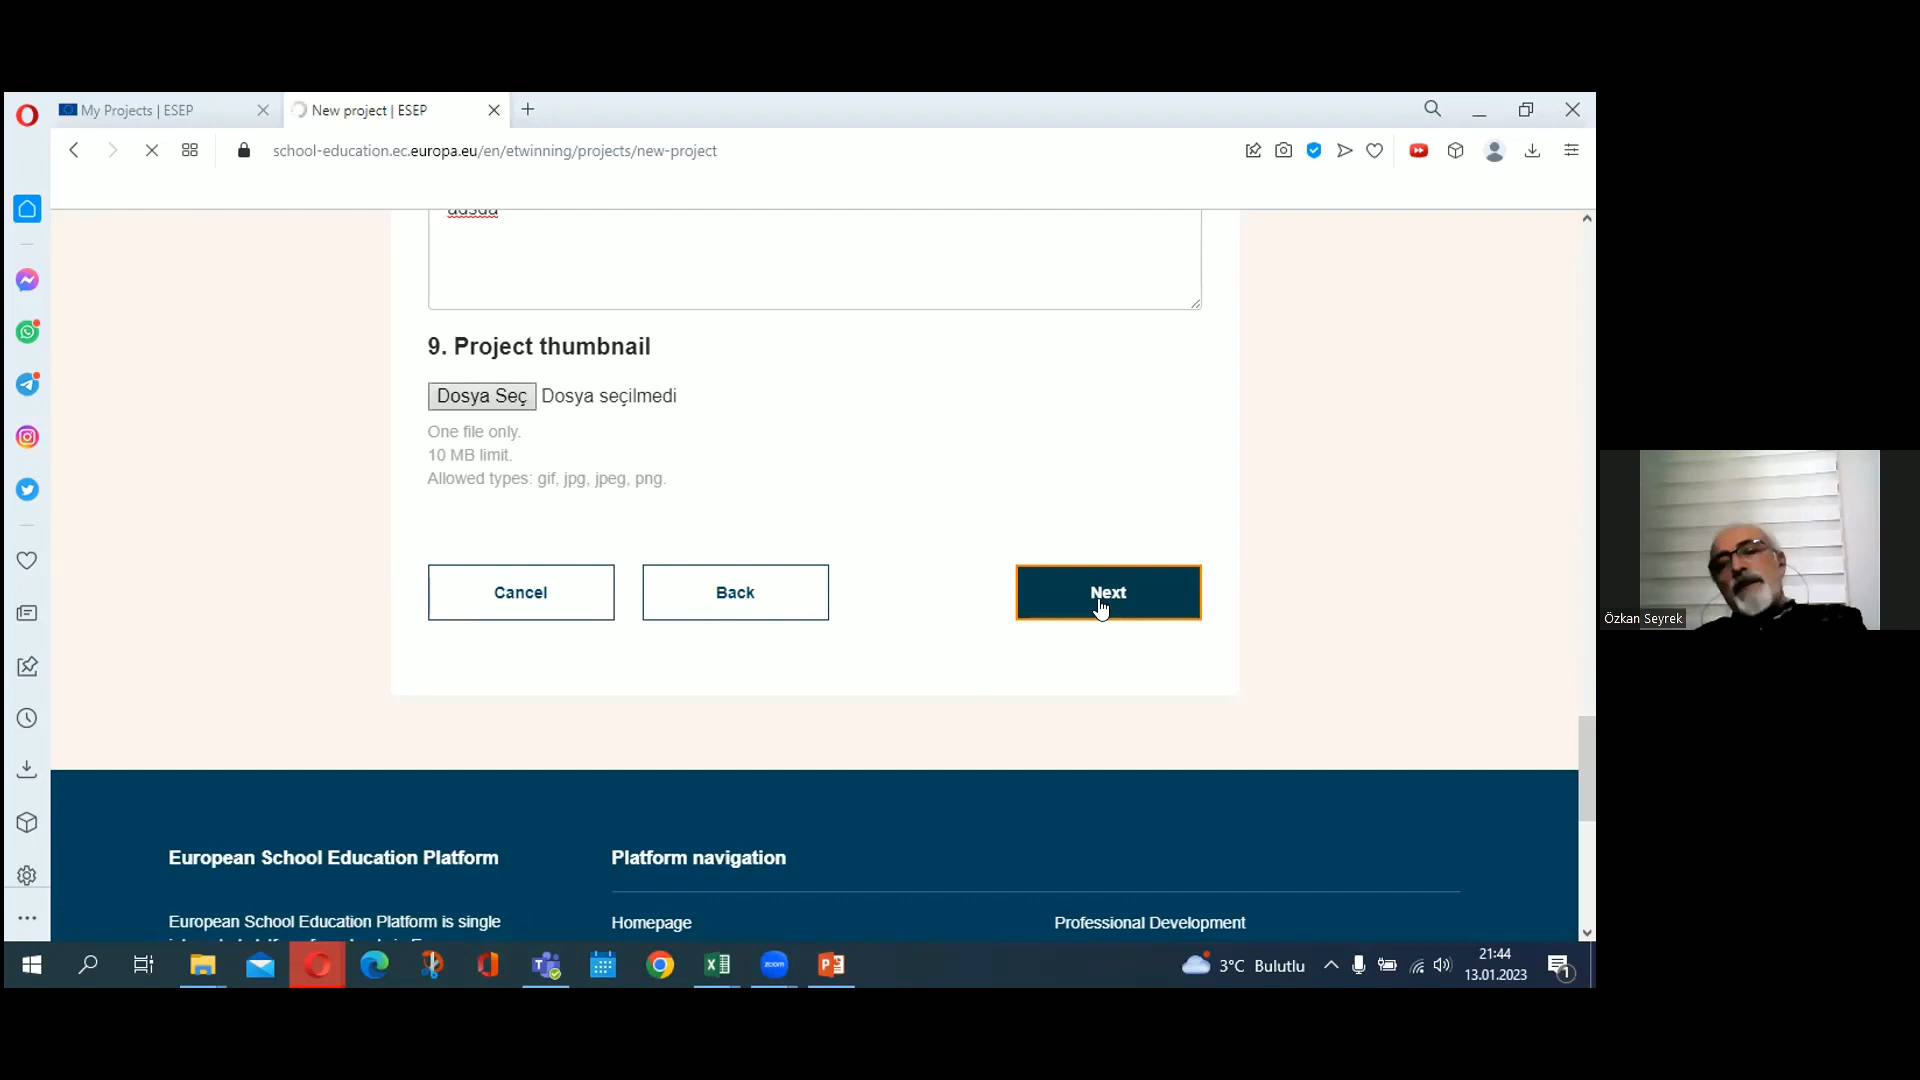 My Projects | ESEP
New project | ESEP
school-education.ec.europa.eu/en/etwinning/projects/new-project
adsda
9. Project thumbnail
Dosya Seç Dosya seçilmedi
One file only.
10 MB limit.
Allowed types: gif, jpg, jpeg, png.
Cancel
Back
Next
Özkan Seyrek
European School Education Platform
Platform navigation
European School Education Platform is single
Homepage
Professional Development
zoom
3°C Bulutlu
21:44
13.01.2023
1